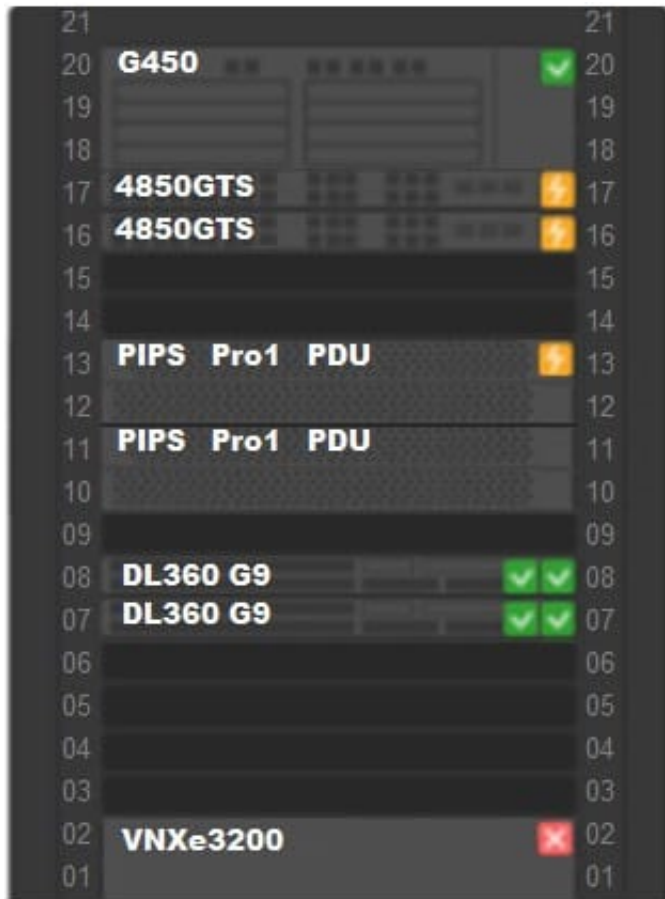 21 21
20 G450 20
19 19
18 18
17 4850GTS 17
16 4850GTS 16
15 15
14 14
13 PIPS Pro1 PDU 13
12 12
11 PIPS Pro1 PDU 11
10 10
09 09
08 DL360 G9 08
07 DL360 G9 07
06 06
05 05
04 04
03 03
02 VNXe3200 02
01 01